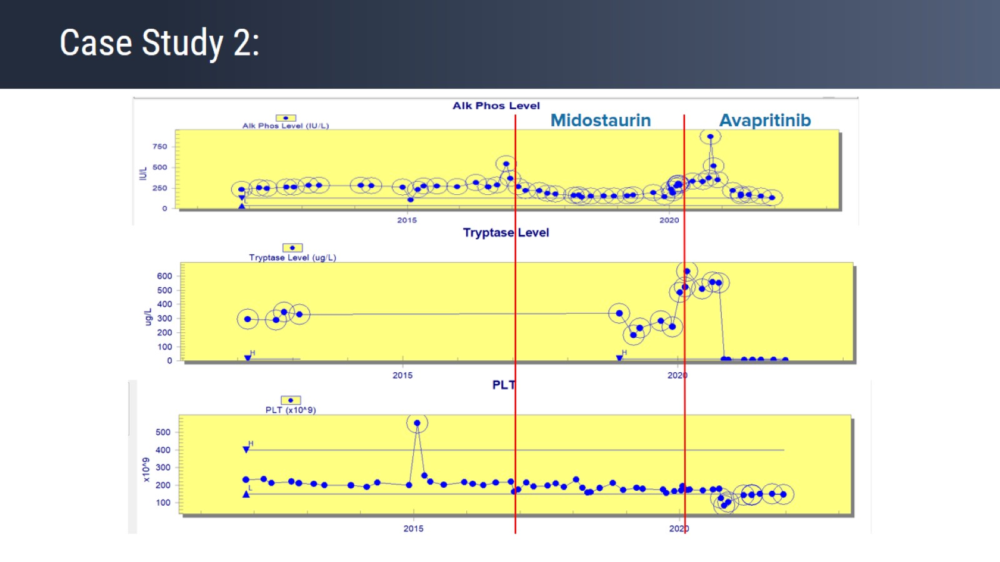 Case Study 2:
Alk Phos Level
Midostaurin
Avapritinib
Alk Phos Level (IU/L)
IU/L
750
500
250
0
H
L
2015
2020
Tryptase Level
Tryptase Level (ug/L)
ug/L
600
500
400
300
200
100
0
H
H
2015
2020
PLT
PLT (x10^9)
x10^9
500
400
300
200
100
H
L
2015
2020